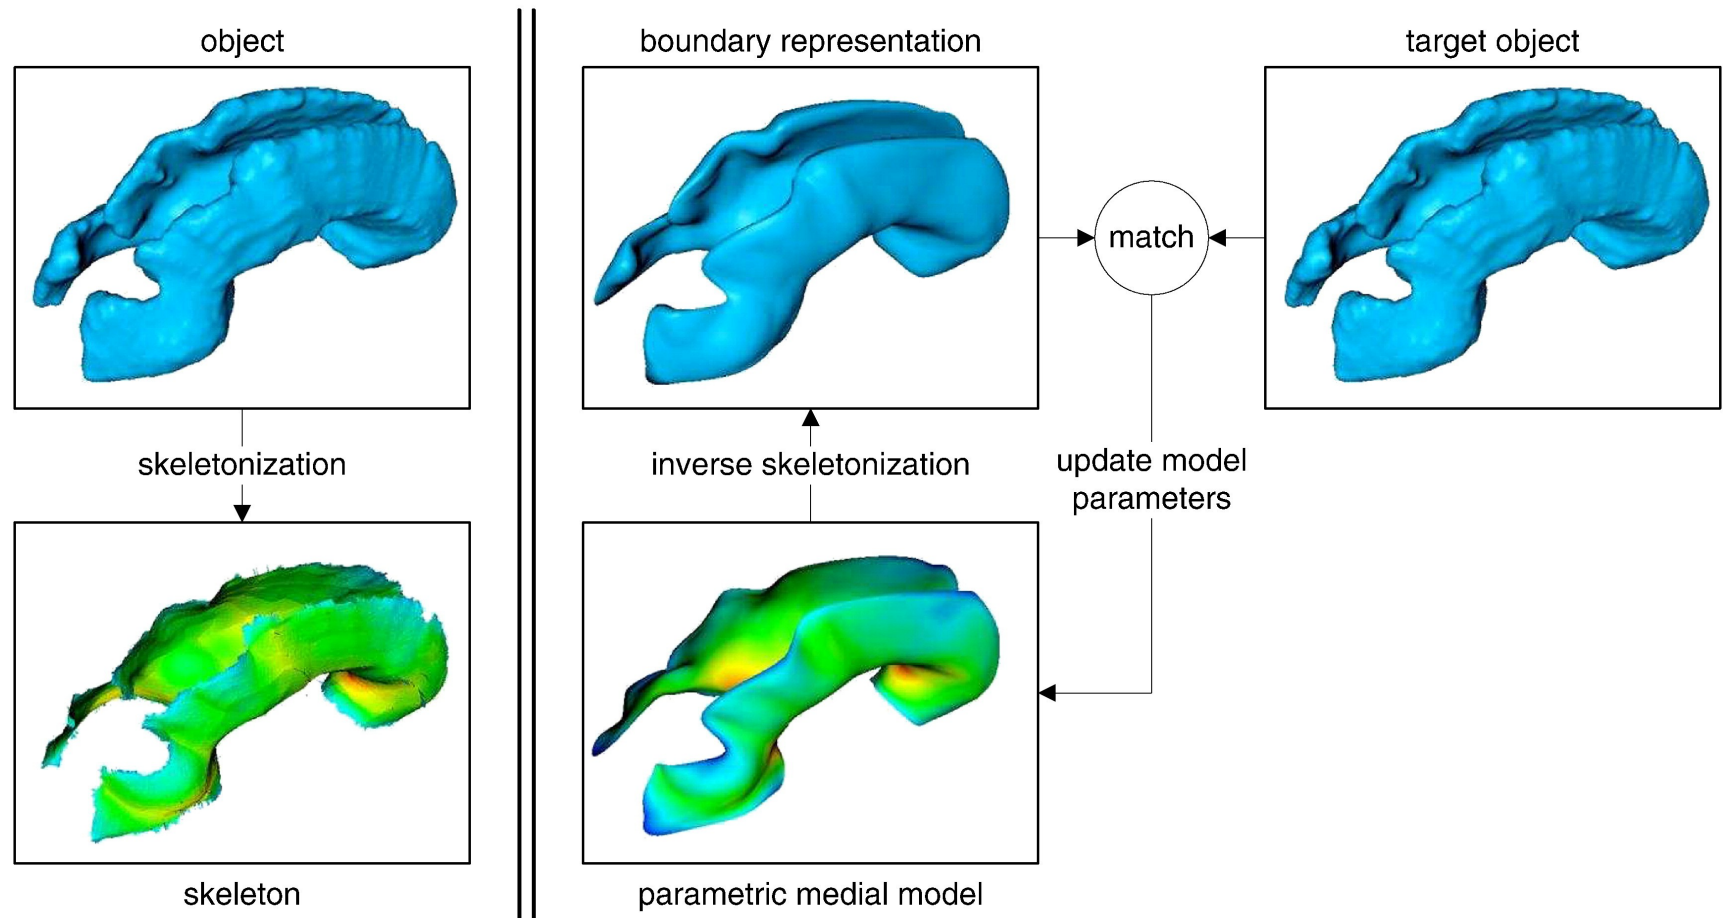 object
boundary representation
target object
match
skeletonization
inverse skeletonization
update model
parameters
skeleton
parametric medial model